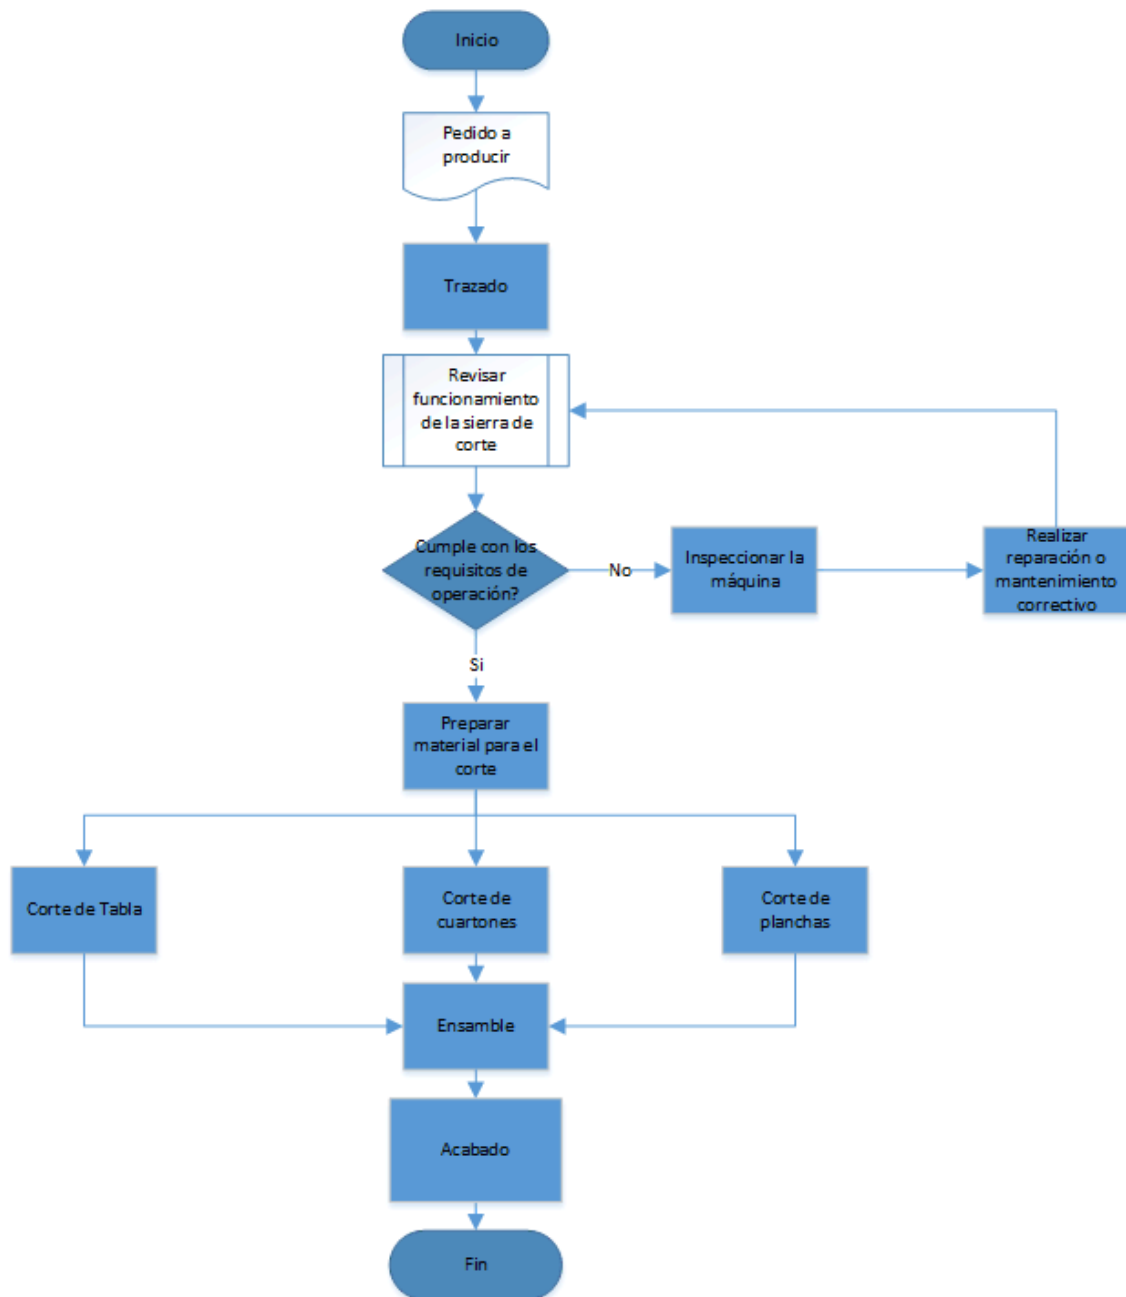 Inicio
Pedido a
producir
Trazado
Revisar
funcionamiento
de la sierra de
corte
Cumple con los
requisitos de
operación?
No
Inspeccionar la
máquina
Realizar
reparación o
mantenimiento
correctivo
Si
Preparar
material para el
corte
Corte de Tabla
Corte de
cuartones
Corte de
planchas
Ensamble
Acabado
Fin